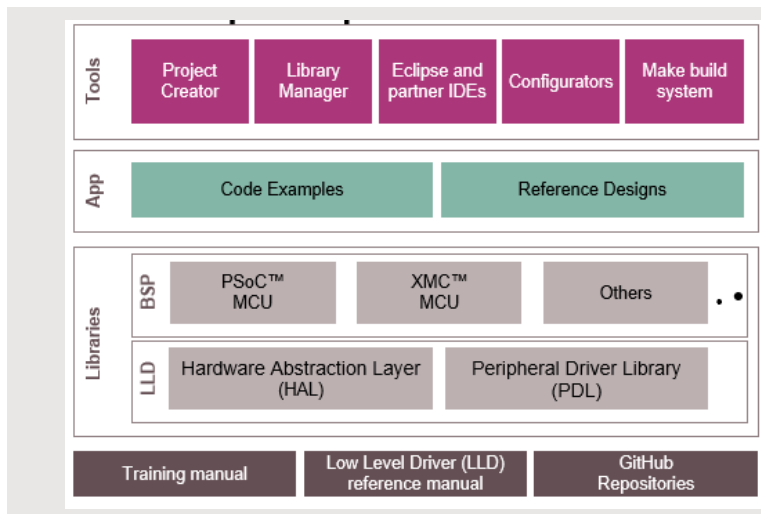 Tools
Project
Creator
Library
Manager
Eclipse and
partner IDEs
Configurators
Make build
system
App
Code Examples
Reference Designs
Libraries
BSP
PSoC™
MCU
XMC™
MCU
Others
LLD
Hardware Abstraction Layer
(HAL)
Peripheral Driver Library
(PDL)
Training manual
Low Level Driver (LLD)
reference manual
GitHub
Repositories